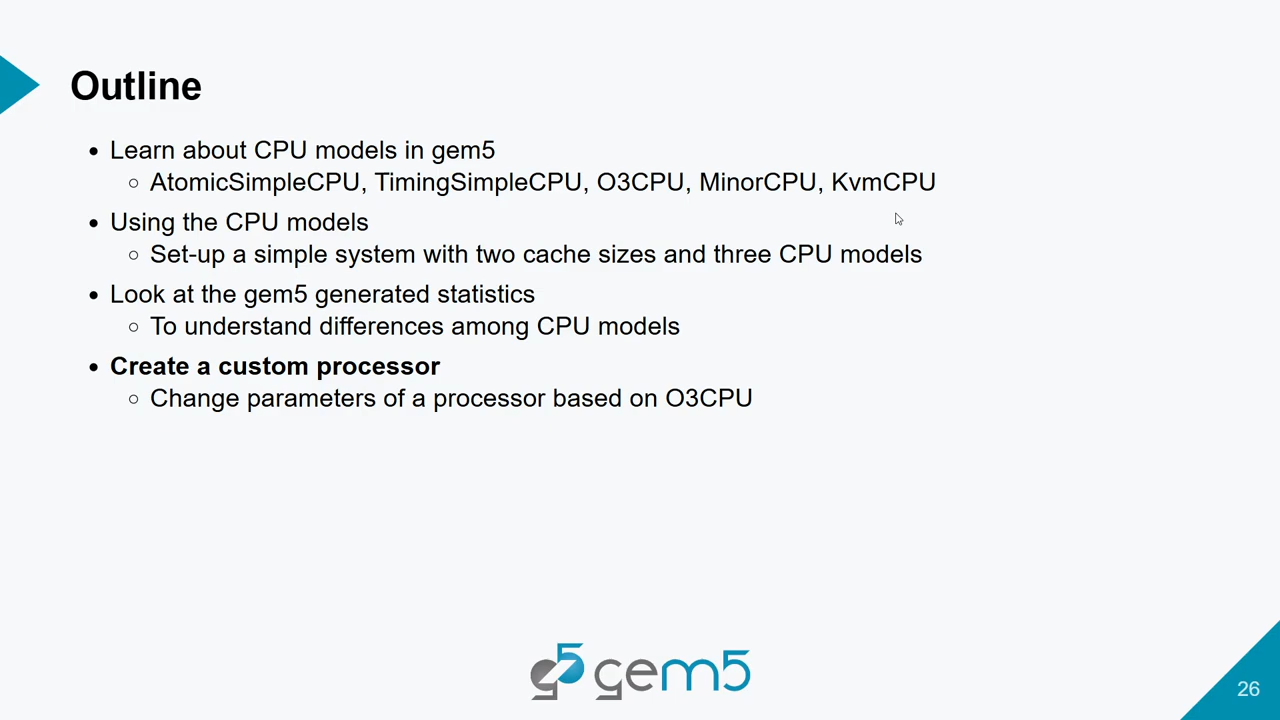 Outline
• Learn about CPU models in gem5
○ AtomicSimpleCPU, TimingSimpleCPU, O3CPU, MinorCPU, KvmCPU
• Using the CPU models
○ Set-up a simple system with two cache sizes and three CPU models
• Look at the gem5 generated statistics
○ To understand differences among CPU models
• Create a custom processor
○ Change parameters of a processor based on O3CPU
g5 gem5
26